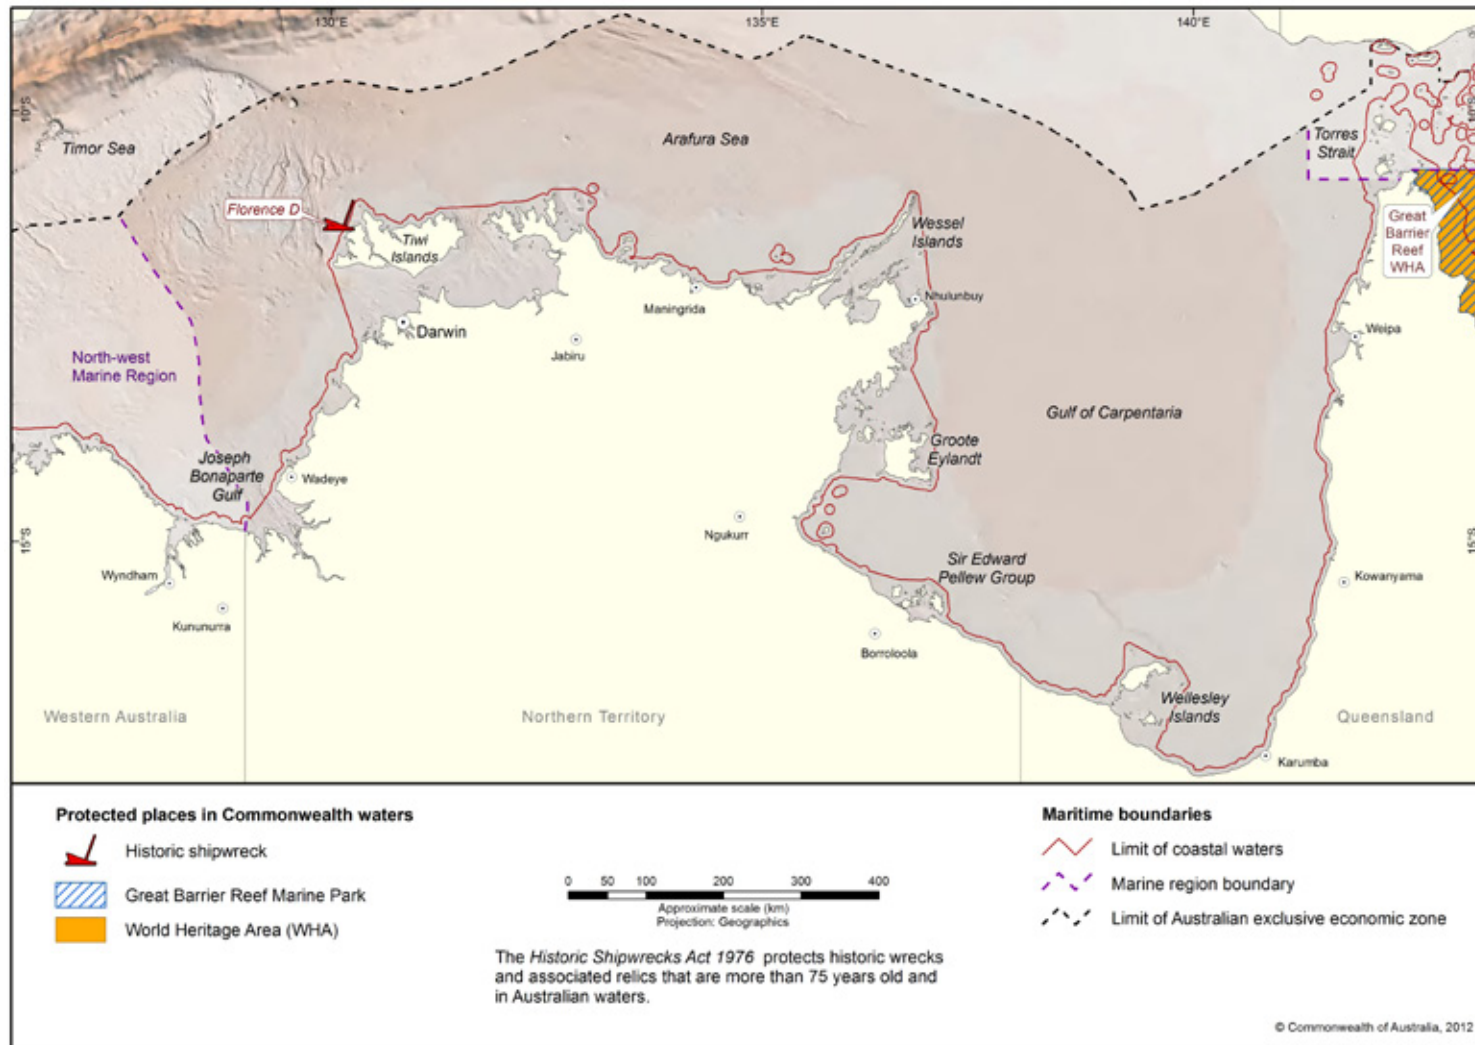 130°E
135°E
140°E
10°S
10°S
Timor Sea
Arafura Sea
Torres
Strait
Florence D
Tiwi
Islands
Wessel
Islands
Great
Barrier
Reef
WHA
Maningrida
Nhulunbuy
Darwin
Jabiru
Weipa
North-west
Marine Region
Gulf of Carpentaria
Joseph
Bonaparte
Gulf
Groote
Eylandt
Wadeye
Ngukurr
15°S
15°S
Sir Edward
Pellew Group
Wyndham
Kowanyama
Kununurra
Borroloola
Wellesley
Islands
Western Australia
Northern Territory
Queensland
Karumba
Protected places in Commonwealth waters
Historic shipwreck
Great Barrier Reef Marine Park
World Heritage Area (WHA)
0 50 100 200 300 400
Approximate scale (km)
Projection: Geographics
The Historic Shipwrecks Act 1976 protects historic wrecks
and associated relics that are more than 75 years old and
in Australian waters.
Maritime boundaries
Limit of coastal waters
Marine region boundary
Limit of Australian exclusive economic zone
© Commonwealth of Australia, 2012